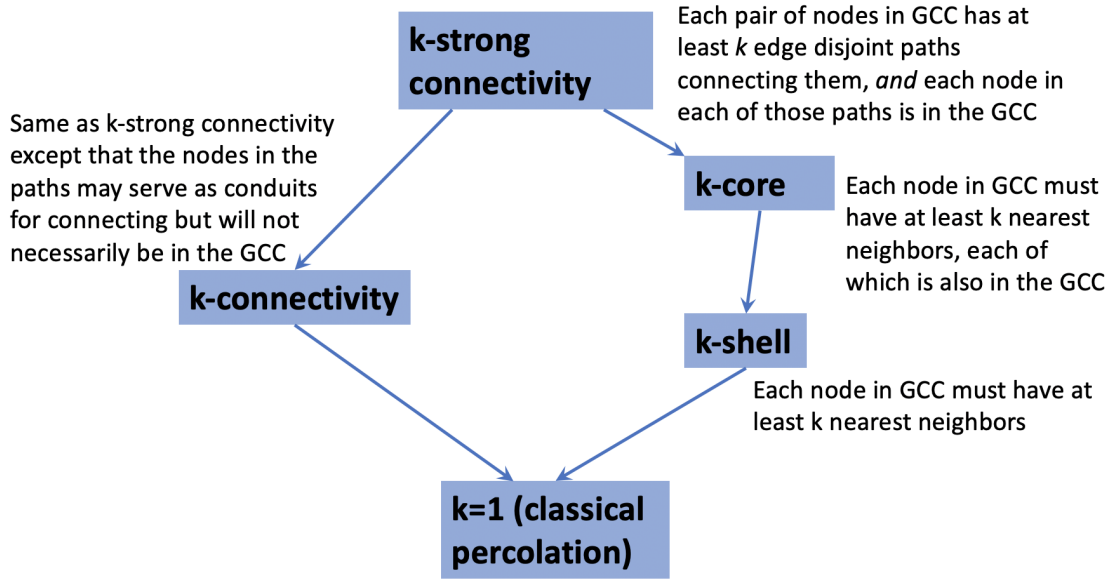 k-strong
connectivity
Each pair of nodes in GCC has at
least k edge disjoint paths
connecting them, and each node in
each of those paths is in the GCC
Same as k-strong connectivity
except that the nodes in the
paths may serve as conduits
for connecting but will not
necessarily be in the GCC
k-core
Each node in GCC must
have at least k nearest
neighbors, each of
which is also in the GCC
k-connectivity
k-shell
Each node in GCC must have at
least k nearest neighbors
k=1 (classical
percolation)